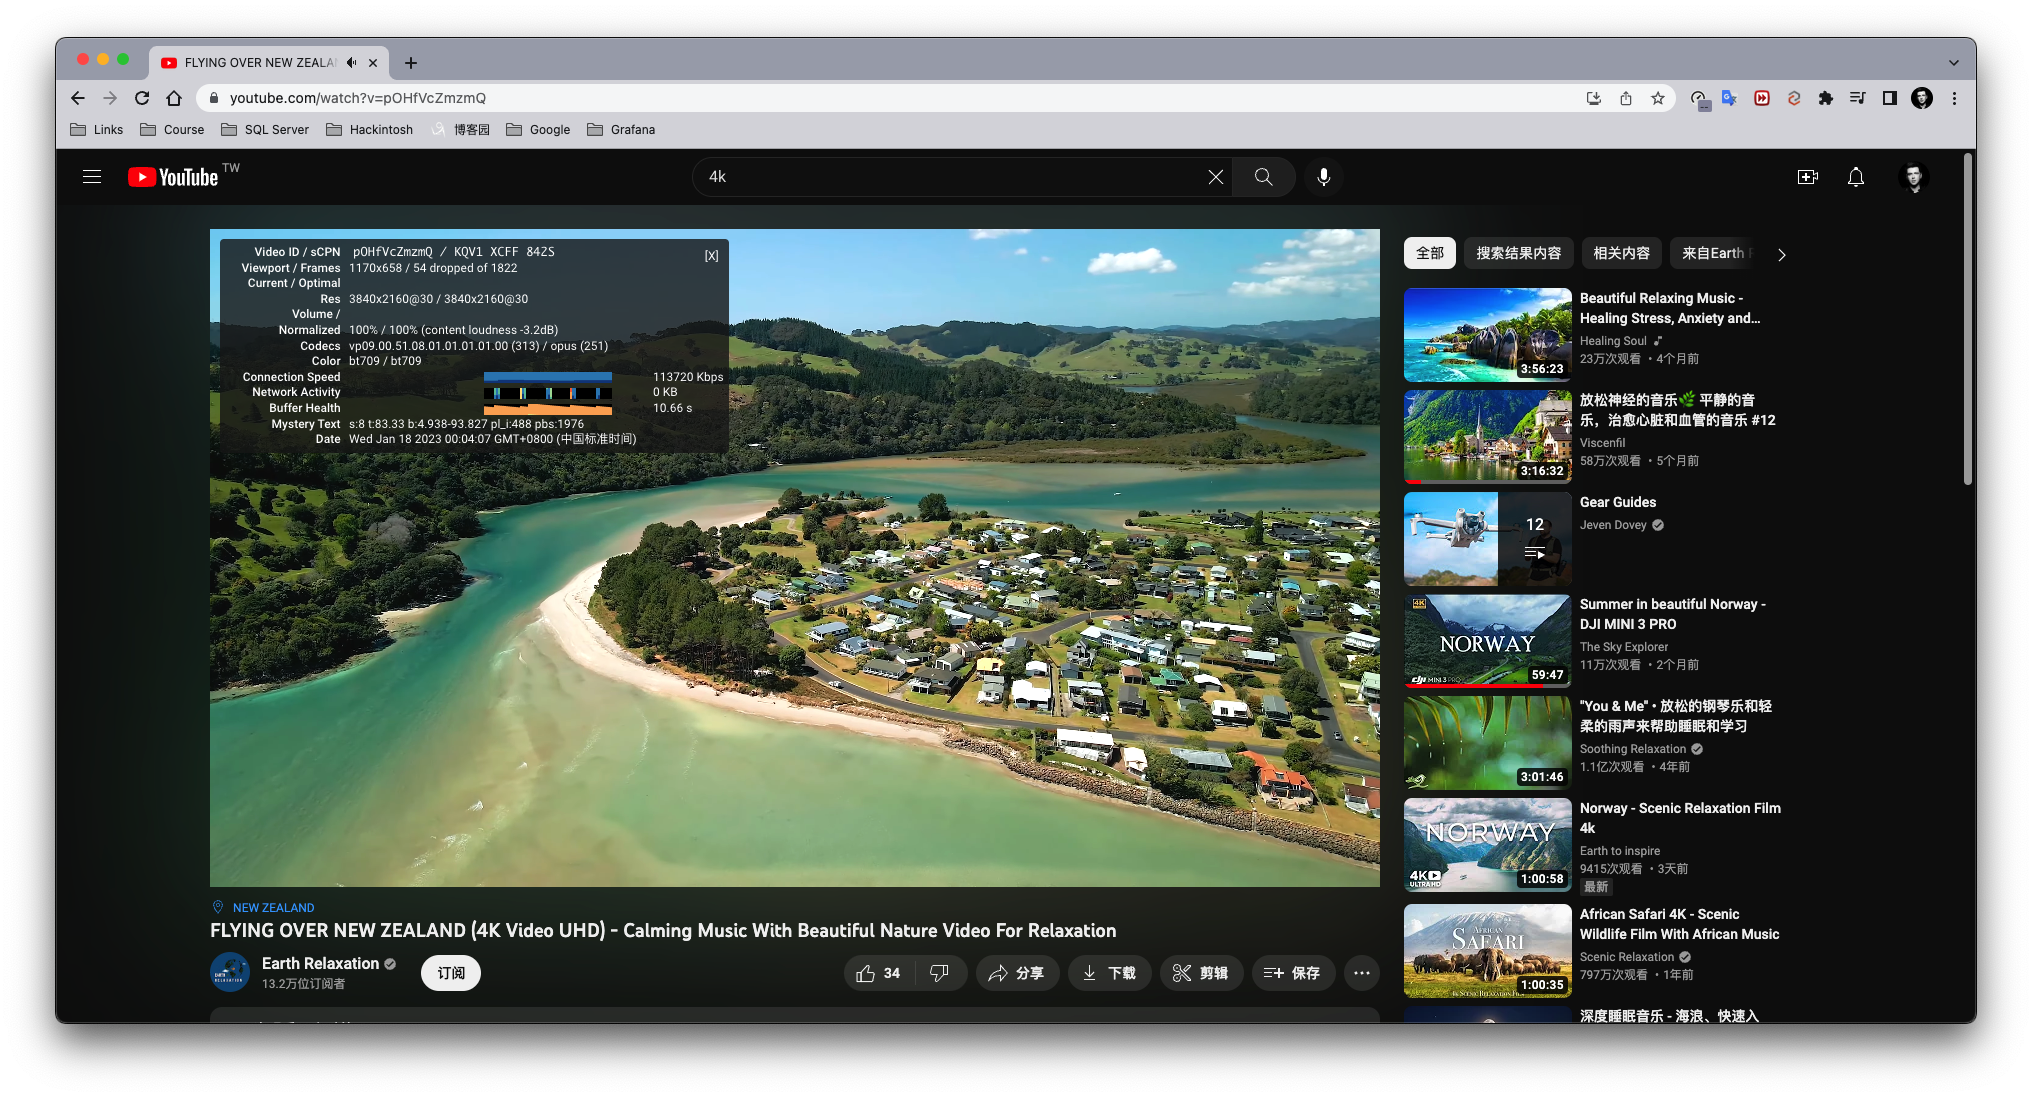 FLYING OVER NEW ZEALA
youtube.com/watch?v=pOHfVcZmzmQ
Links
Course
SQL Server
Hackintosh
博客园
Google
Grafana
YouTube TW
4k
Video ID / sCPN pOHfVcZmzmQ / KQV1 XCFF 84ZS [X]
Viewport / Frames 1170x658 / 54 dropped of 1822
Current / Optimal
Res 3840x2160@30 / 3840x2160@30
Volume /
Normalized 100% / 100% (content loudness -3.2dB)
Codecs vp09.00.51.08.01.01.01.01.00 (313) / opus (251)
Color bt709 / bt709
Connection Speed 113720 Kbps
Network Activity 0 KB
Buffer Health 10.66 s
Mystery Text s:8 t:83.33 b:4.938-93.827 pl_i:488 pbs:1976
Date Wed Jan 18 2023 00:04:07 GMT+0800 (中国标准时间)
NEW ZEALAND
FLYING OVER NEW ZEALAND (4K Video UHD) - Calming Music With Beautiful Nature Video For Relaxation
Earth Relaxation
13.2万位订阅者
订阅
34
分享
下载
剪辑
保存
全部
搜索结果内容
相关内容
来自Earth
3:56:23
Beautiful Relaxing Music -
Healing Stress, Anxiety and...
Healing Soul
23万次观看 · 4个月前
3:16:32
放松神经的音乐🌿 平静的音
乐，治愈心脏和血管的音乐 #12
Viscenfil
58万次观看 · 5个月前
12
Gear Guides
Jeven Dovey
4K
NORWAY
dji MINI 3 PRO
59:47
Summer in beautiful Norway -
DJI MINI 3 PRO
The Sky Explorer
11万次观看 · 2个月前
3:01:46
"You & Me" • 放松的钢琴乐和轻
柔的雨声来帮助睡眠和学习
Soothing Relaxation
1.1亿次观看 · 4年前
NORWAY
4K
ULTRA HD
1:00:58
Norway - Scenic Relaxation Film
4k
Earth to inspire
9415次观看 · 3天前
最新
AFRICAN
SAFARI
1:00:35
African Safari 4K - Scenic
Wildlife Film With African Music
Scenic Relaxation
797万次观看 · 1年前
深度睡眠音乐 - 海浪、快速入